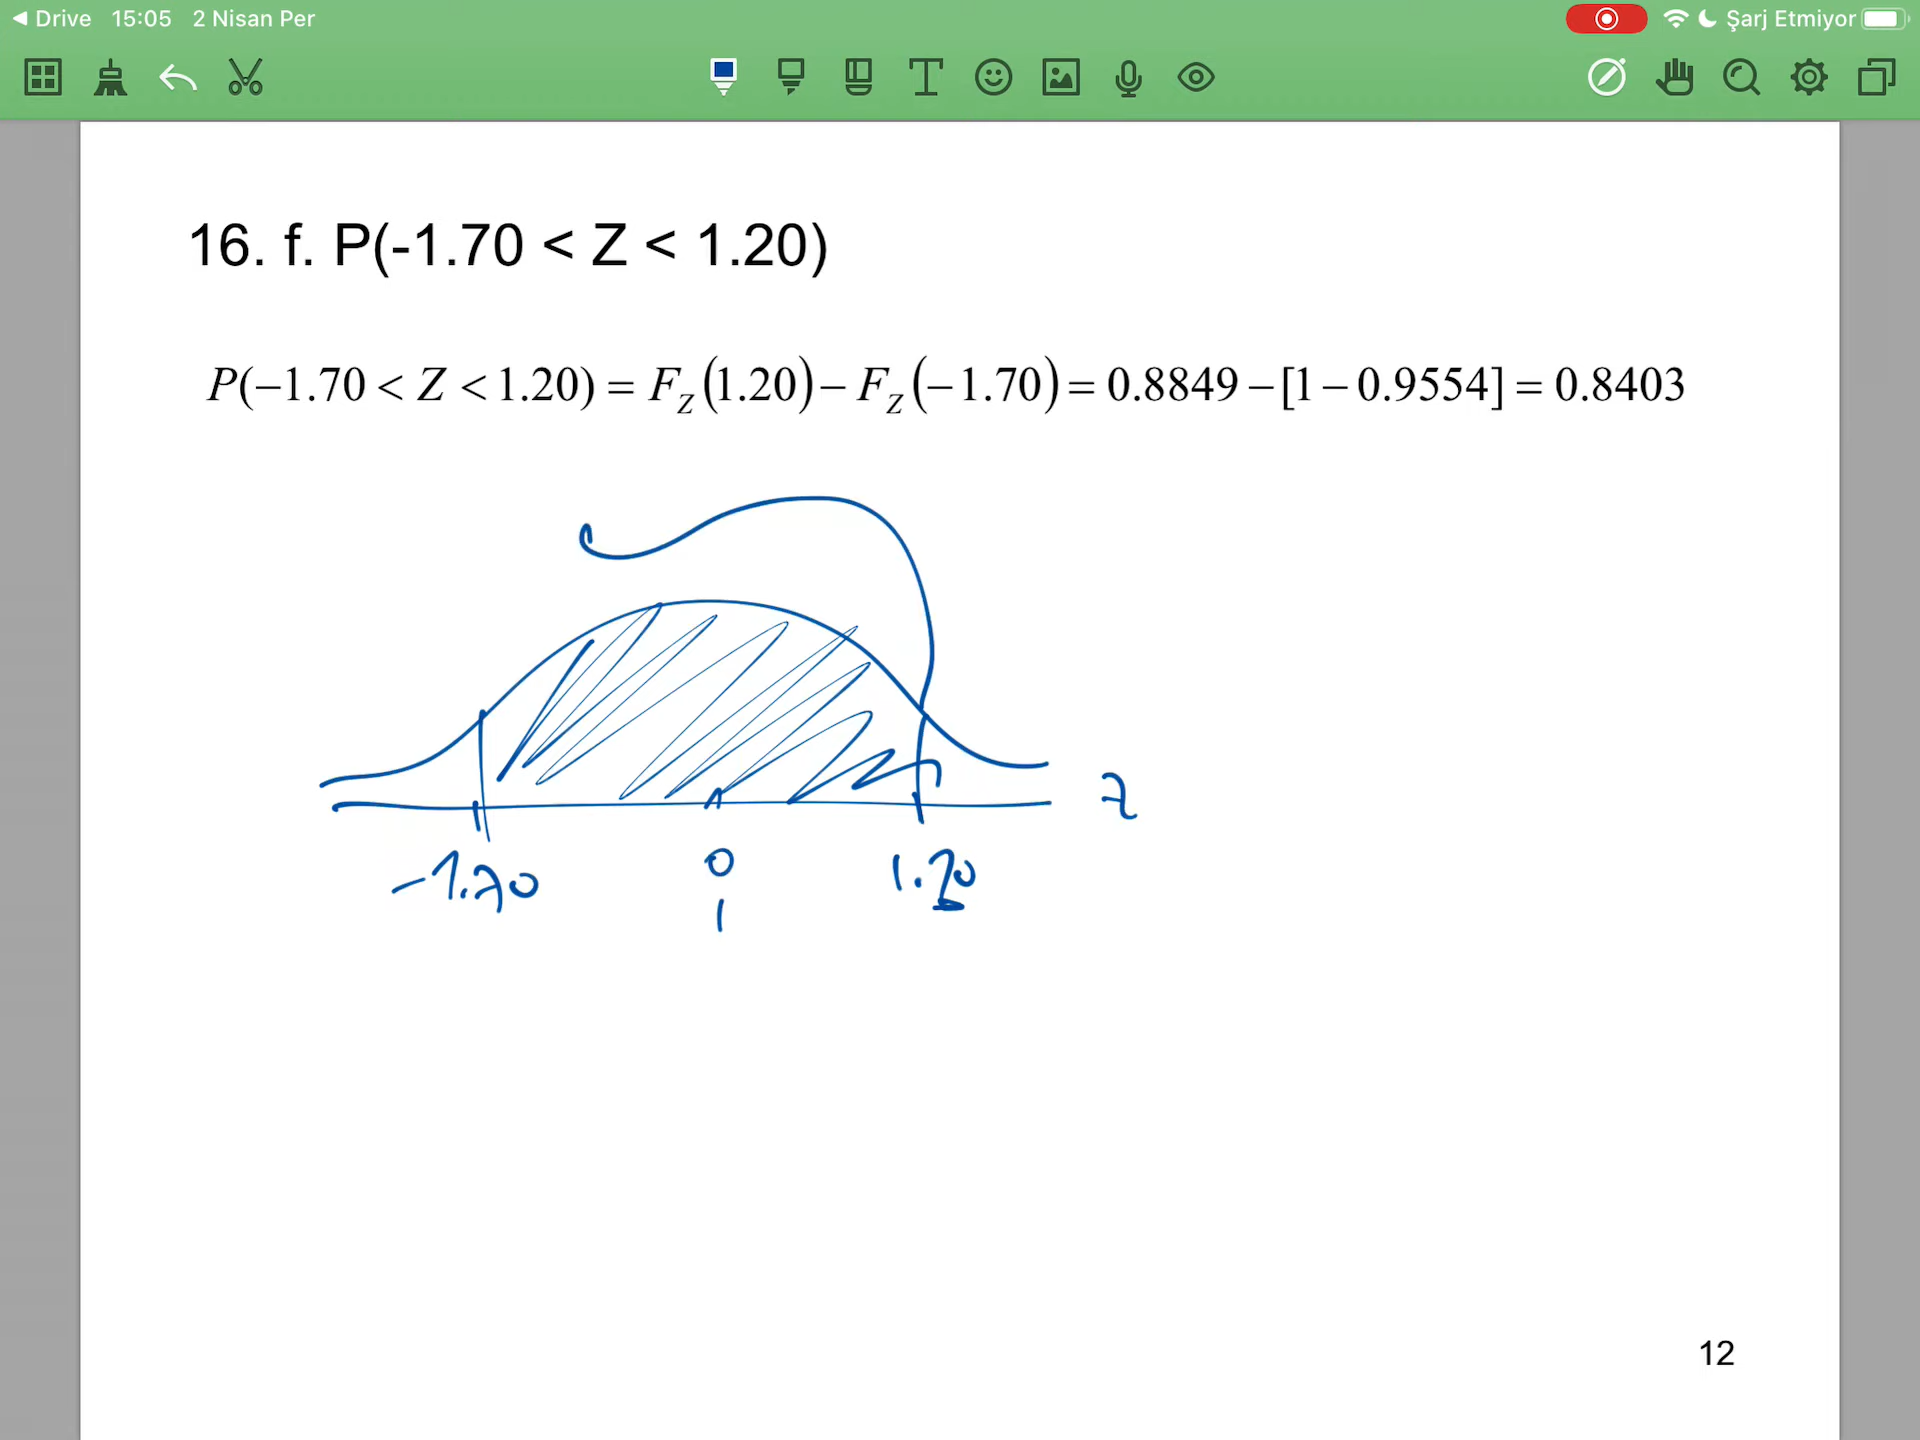 Drive 15:05 2 Nisan Per Şarj Etmiyor
16. f. P(-1.70 < Z < 1.20)
P(−1.70 < Z < 1.20) = F_Z(1.20) − F_Z(−1.70) = 0.8849 − [1 − 0.9554] = 0.8403
z
-1.70 0 1.20
1
12